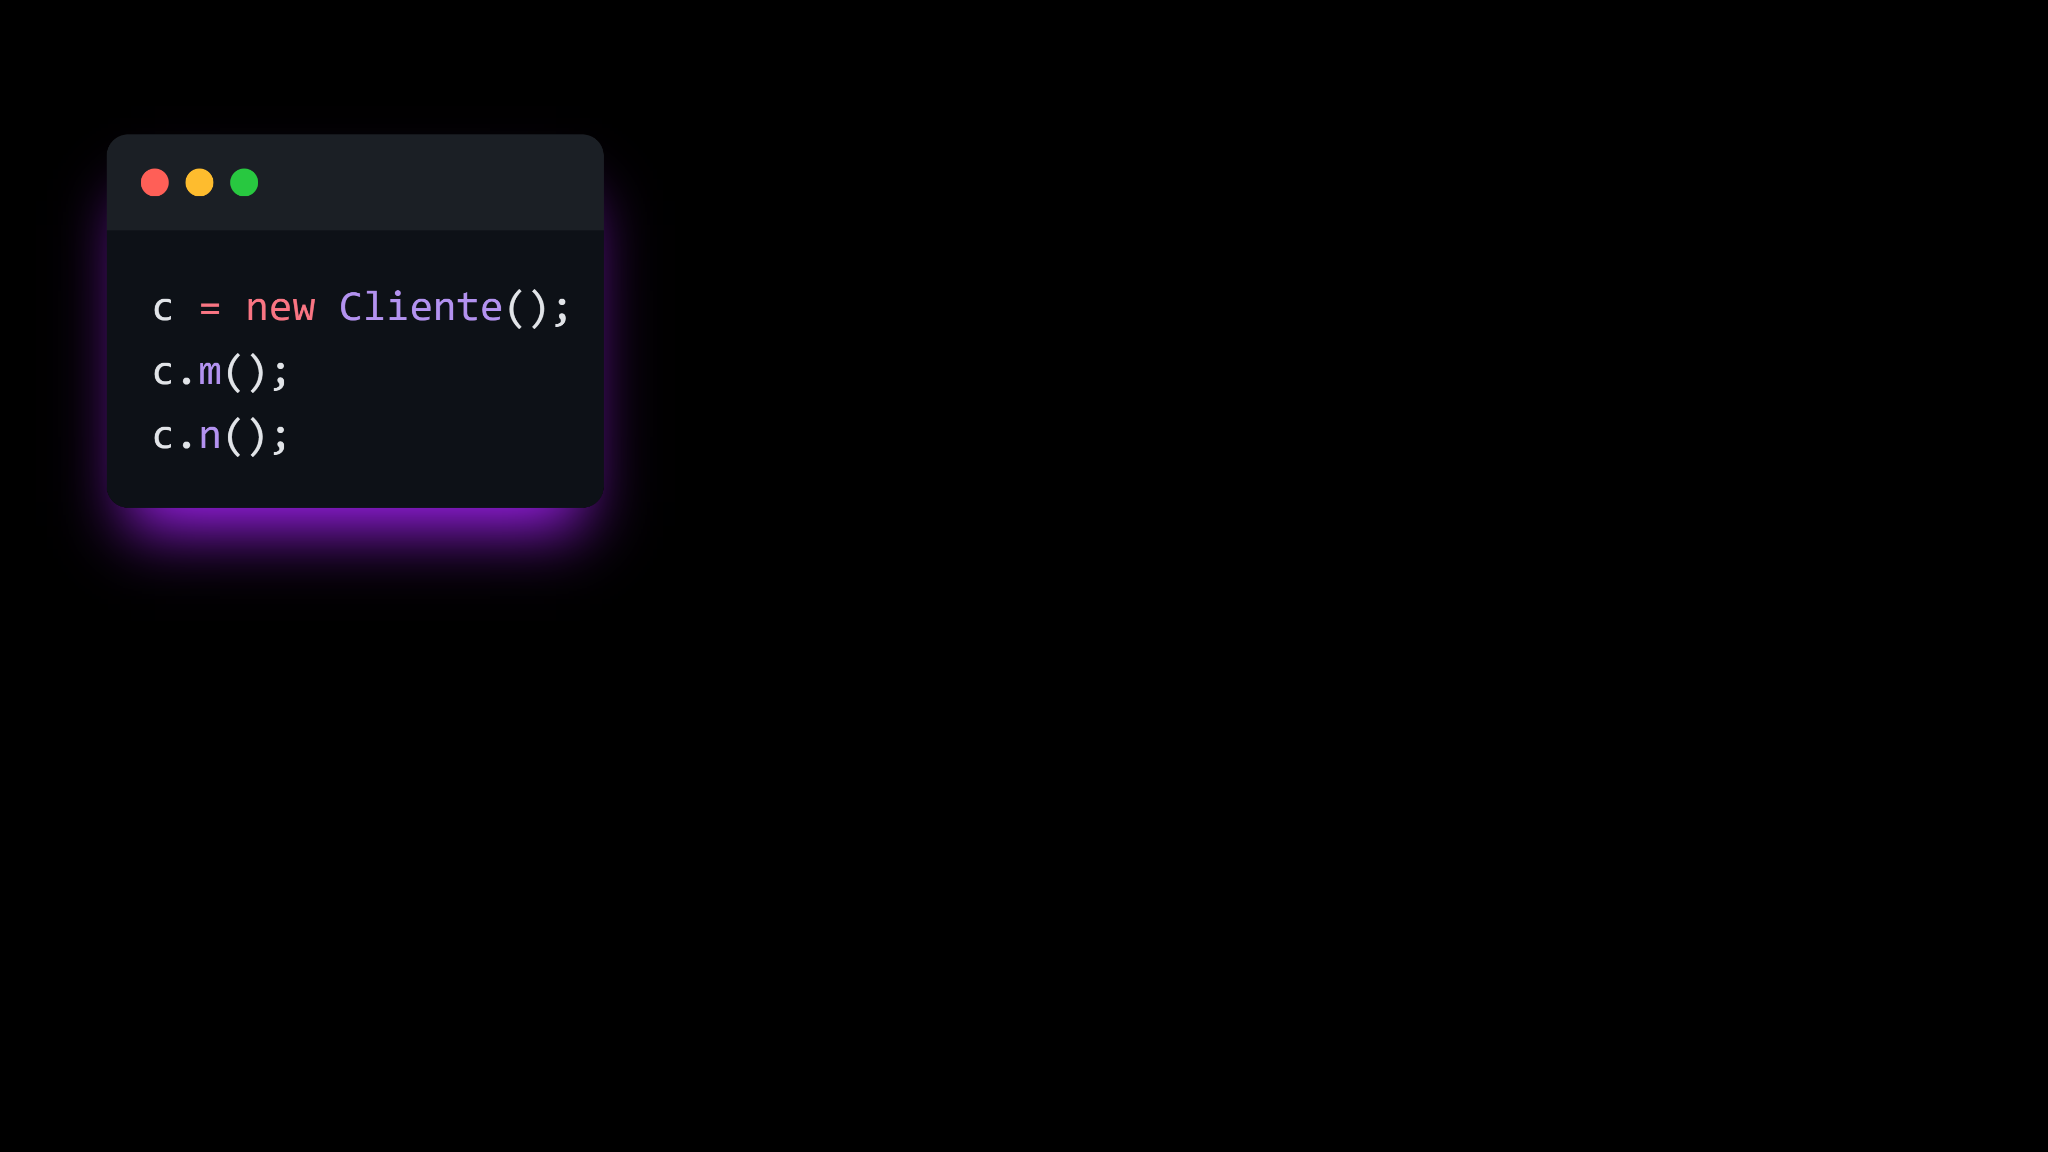 c = new Cliente();
c.m();
c.n();